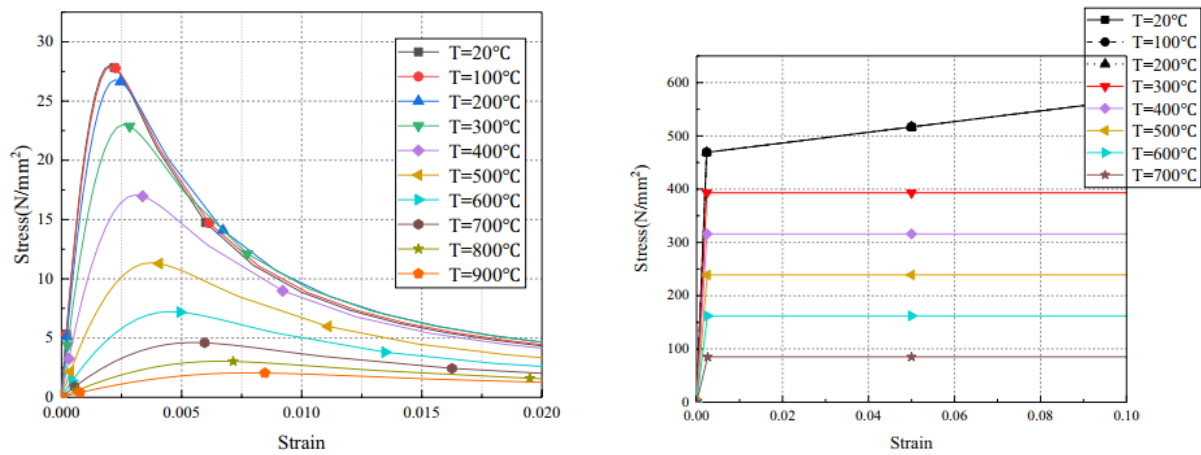 30
25
20
15
10
5
0
Stress(N/mm²)
0.000
0.005
0.010
0.015
0.020
Strain
T=20℃
T=100℃
T=200℃
T=300℃
T=400℃
T=500℃
T=600℃
T=700℃
T=800℃
T=900℃
600
500
400
300
200
100
0
Stress(N/mm²)
0.00
0.02
0.04
0.06
0.08
0.10
Strain
T=20℃
T=100℃
T=200℃
T=300℃
T=400℃
T=500℃
T=600℃
T=700℃